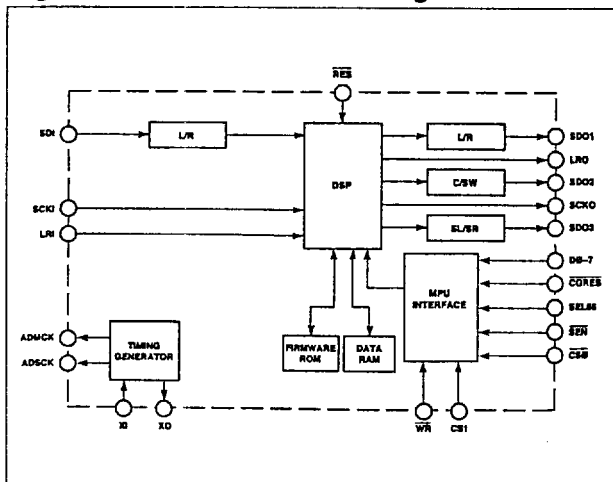 RES
SDI
L/R
DSP
L/R
SDO1
LRO
C/SW
SDO2
SCKI
SCKO
LRI
SL/SR
SDO3
D0-7
MPU
INTERFACE
CORES
SEL86
SEN
ADMCK
TIMING
GENERATOR
FIRMWARE
ROM
DATA
RAM
ADSCK
XI
XO
WR
CS1